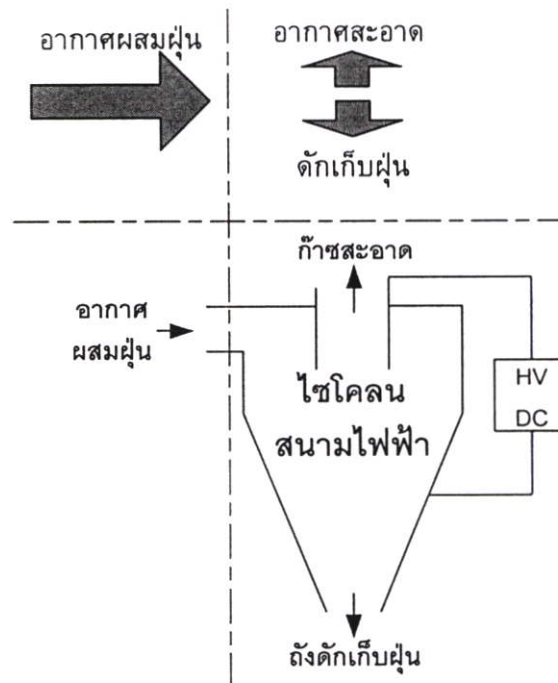 อากาศผสมฝุ่น
อากาศสะอาด
ดักเก็บฝุ่น
ก๊าซสะอาด
อากาศ
ผสมฝุ่น
ไซโคลน
สนามไฟฟ้า
HV
DC
ถังดักเก็บฝุ่น